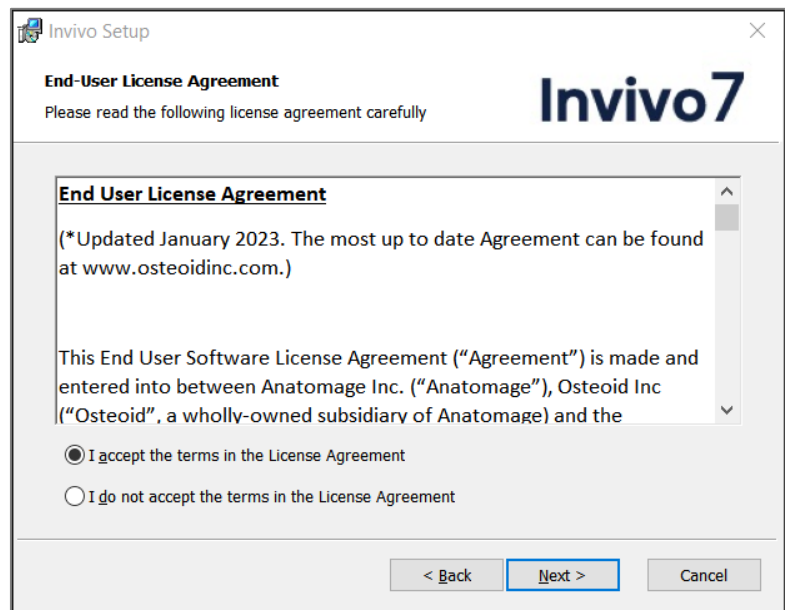 Invivo Setup
End-User License Agreement
Please read the following license agreement carefully
Invivo7
End User License Agreement
(*Updated January 2023. The most up to date Agreement can be found
at www.osteoidinc.com.)
This End User Software License Agreement (“Agreement”) is made and
entered into between Anatomage Inc. (“Anatomage”), Osteoid Inc
(“Osteoid”, a wholly-owned subsidiary of Anatomage) and the
I accept the terms in the License Agreement
I do not accept the terms in the License Agreement
< Back
Next >
Cancel